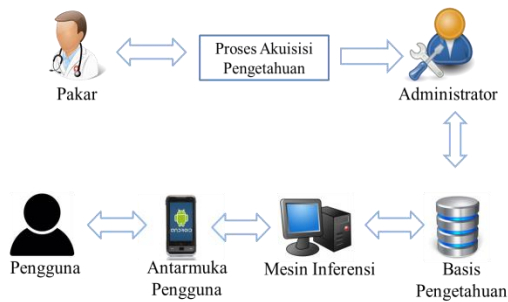 Proses Akuisisi
Pengetahuan
Pakar
Administrator
Pengguna
Antarmuka
Pengguna
Mesin Inferensi
Basis
Pengetahuan